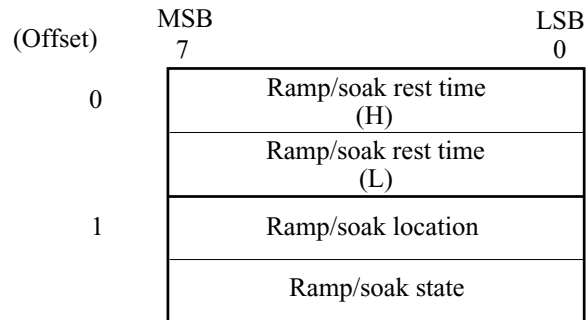 MSB LSB
(Offset) 7 0
0 Ramp/soak rest time
(H)
Ramp/soak rest time
(L)
1 Ramp/soak location
Ramp/soak state